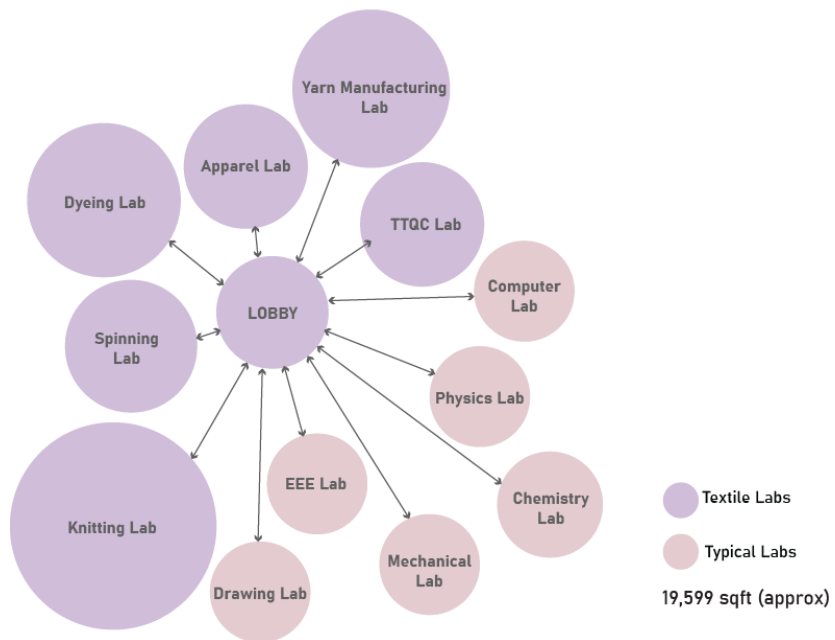 Yarn Manufacturing
Lab
Apparel Lab
Dyeing Lab
TTQC Lab
Computer
Lab
LOBBY
Spinning
Lab
Physics Lab
EEE Lab
Chemistry
Lab
Knitting Lab
Mechanical
Lab
Drawing Lab
Textile Labs
Typical Labs
19,599 sqft (approx)